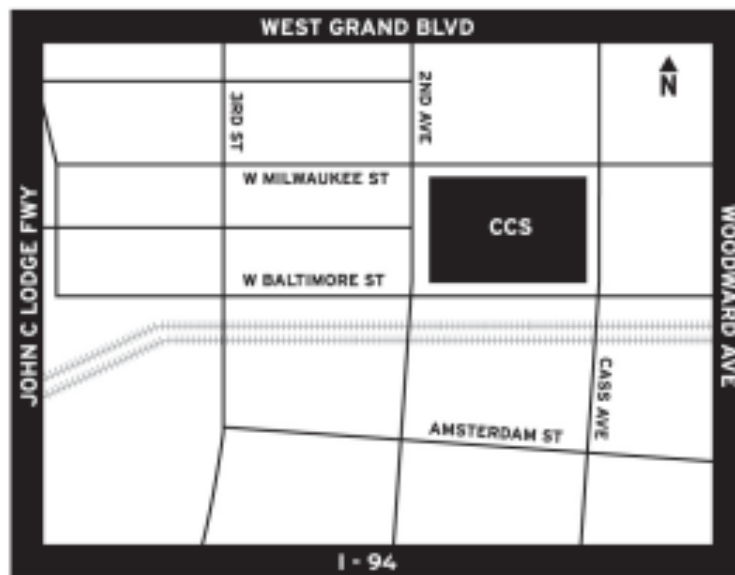 WEST GRAND BLVD
N
3RD ST
2ND AVE
W MILWAUKEE ST
CCS
JOHN C LODGE FWY
WOODWARD AVE
W BALTIMORE ST
CASS AVE
AMSTERDAM ST
I - 94